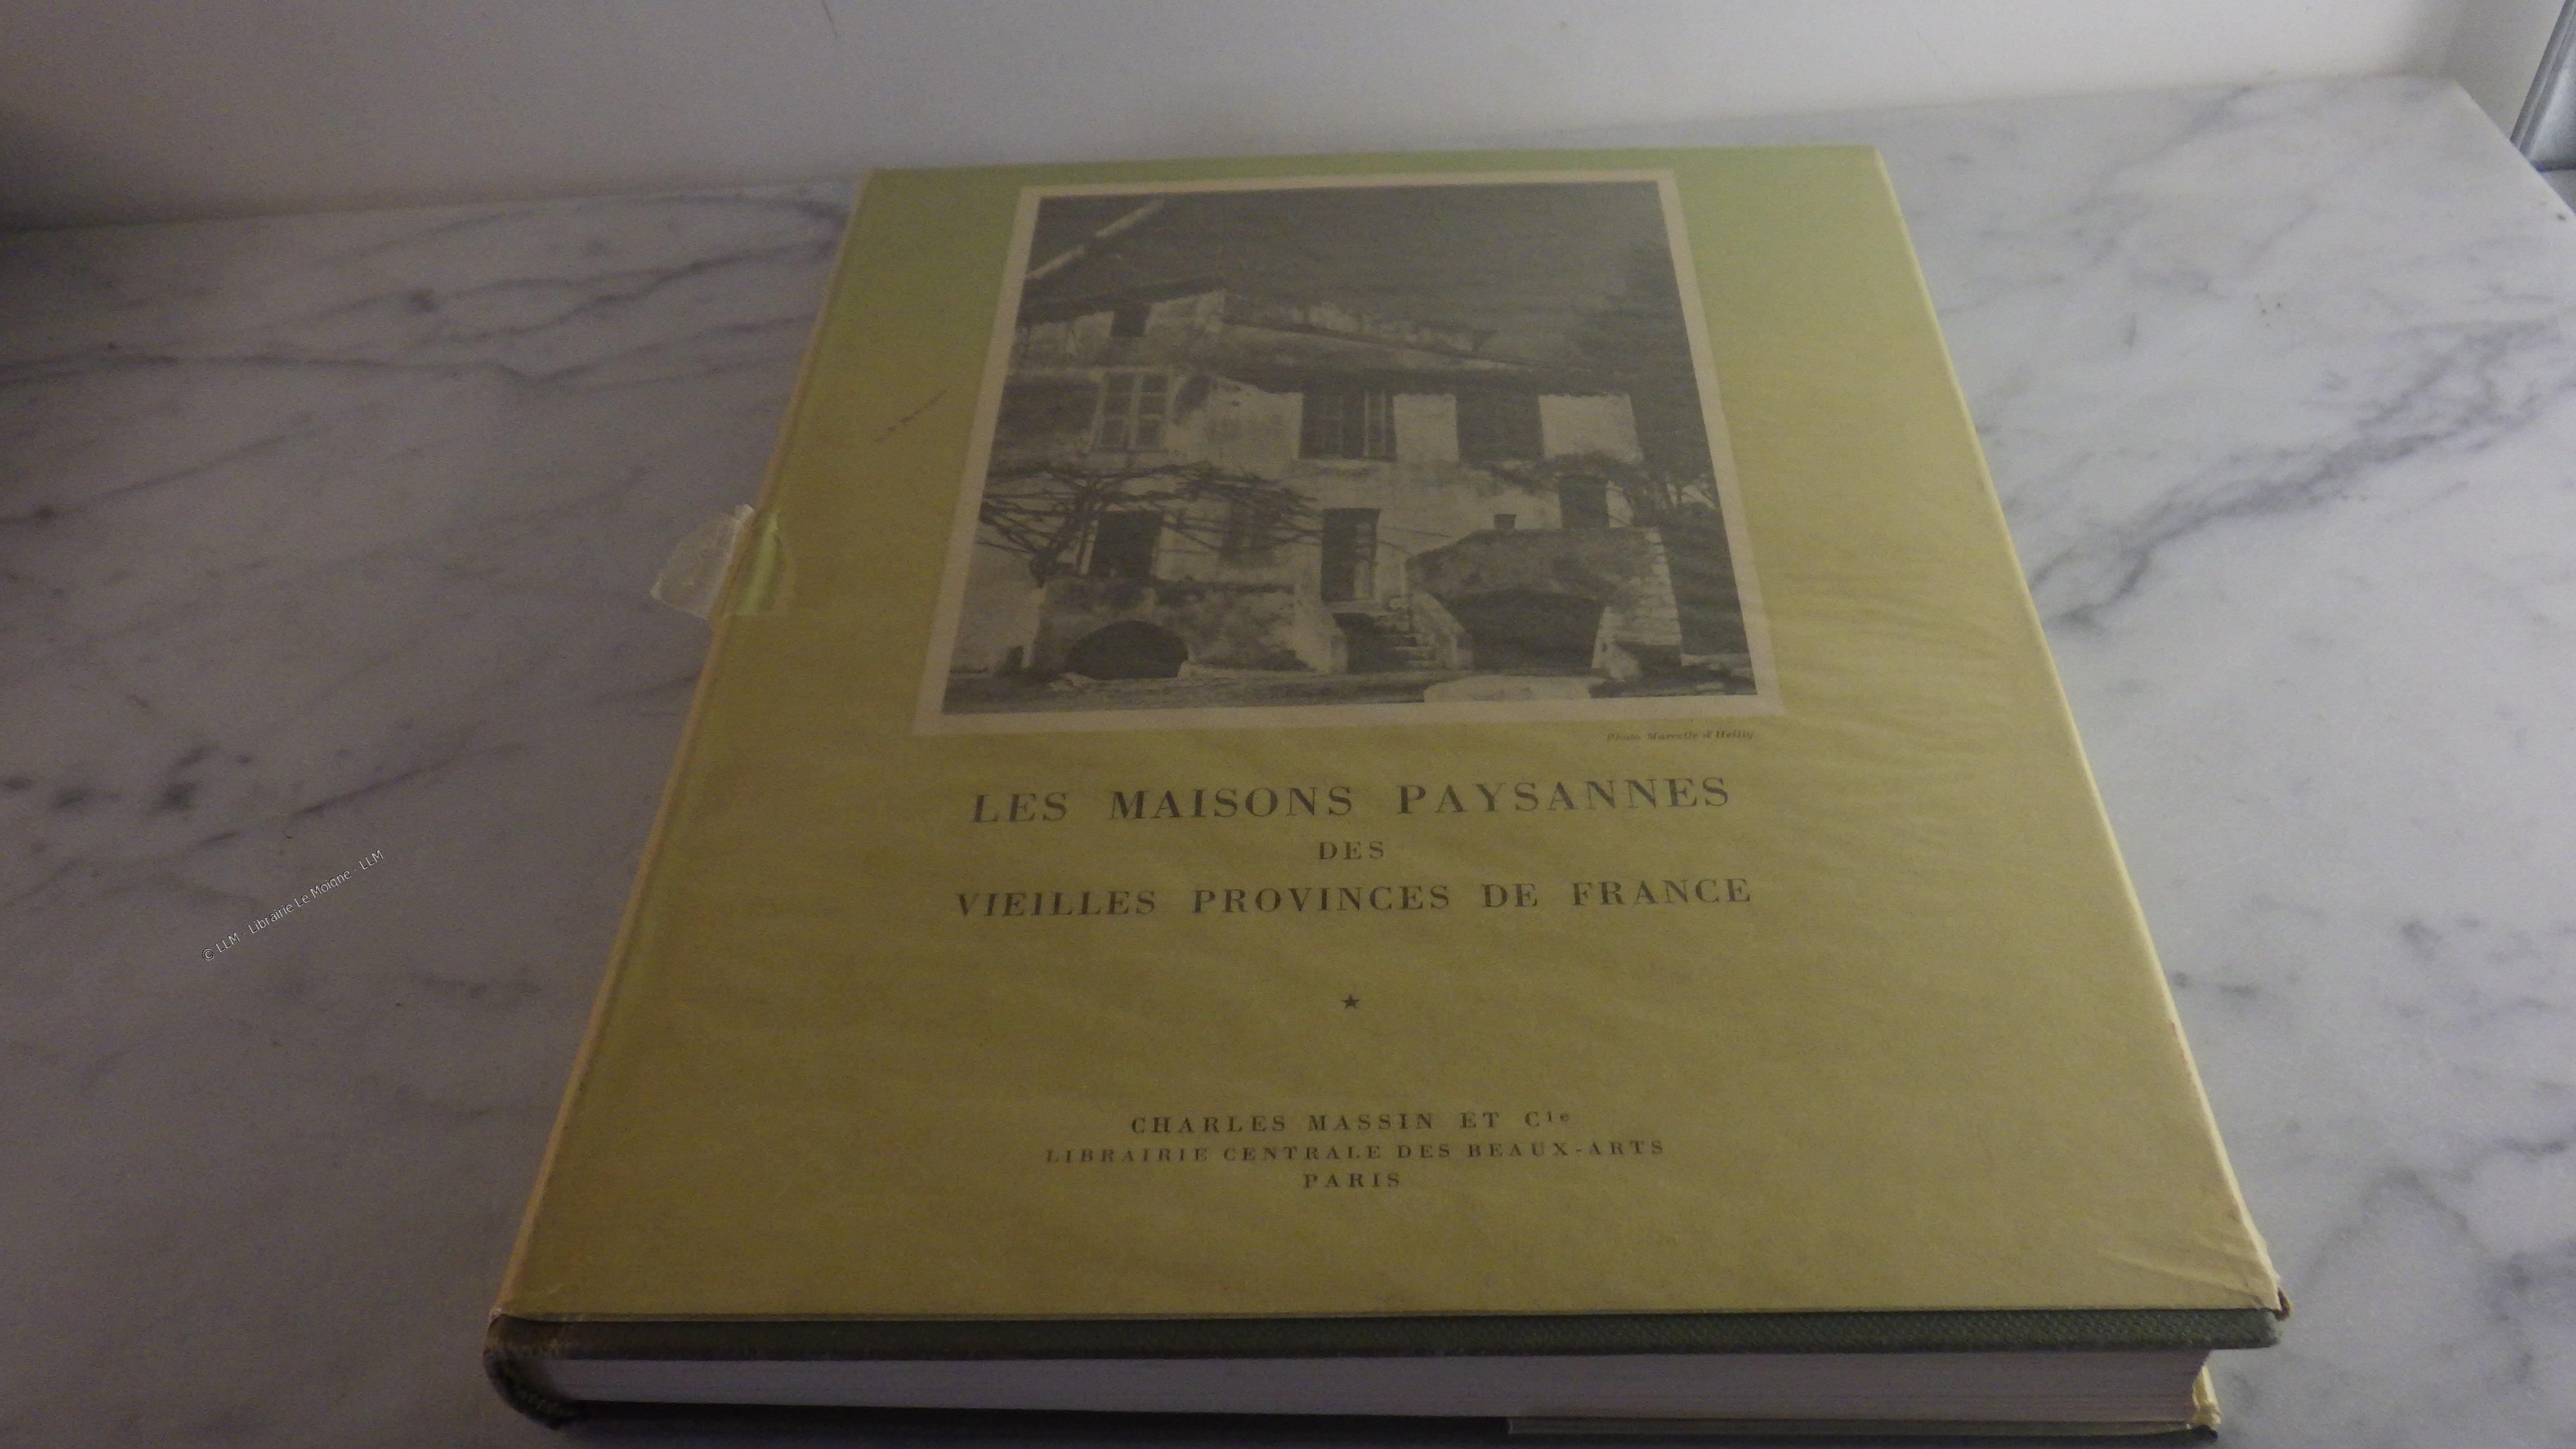 Photo Marcelle d'Heilly
LES MAISONS PAYSANNES
DES
VIEILLES PROVINCES DE FRANCE
★
CHARLES MASSIN ET Cie
LIBRAIRIE CENTRALE DES BEAUX-ARTS
PARIS
© LLM - Librairie Le Moigne - LLM